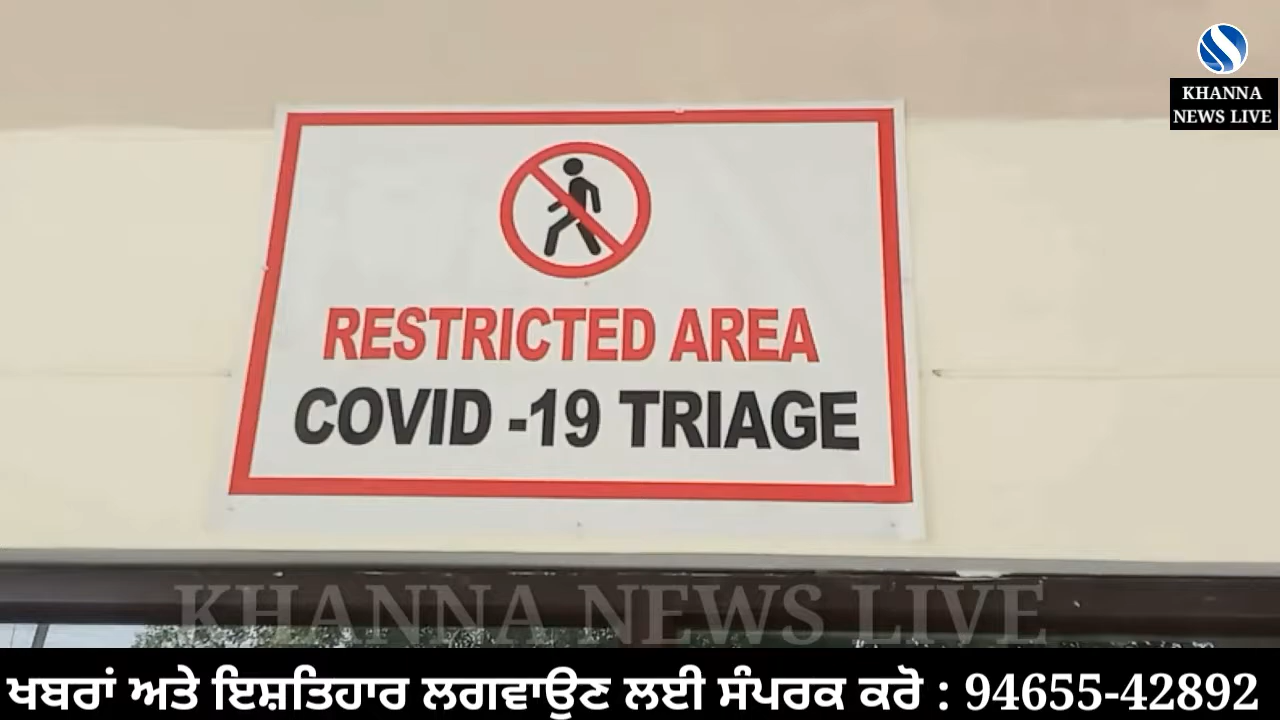 KHANNA
NEWS LIVE
RESTRICTED AREA
COVID -19 TRIAGE
KHANNA NEWS LIVE
ਖਬਰਾਂ ਅਤੇ ਇਸ਼ਤਿਹਾਰ ਲਗਵਾਉਣ ਲਈ ਸੰਪਰਕ ਕਰੋ : 94655-42892